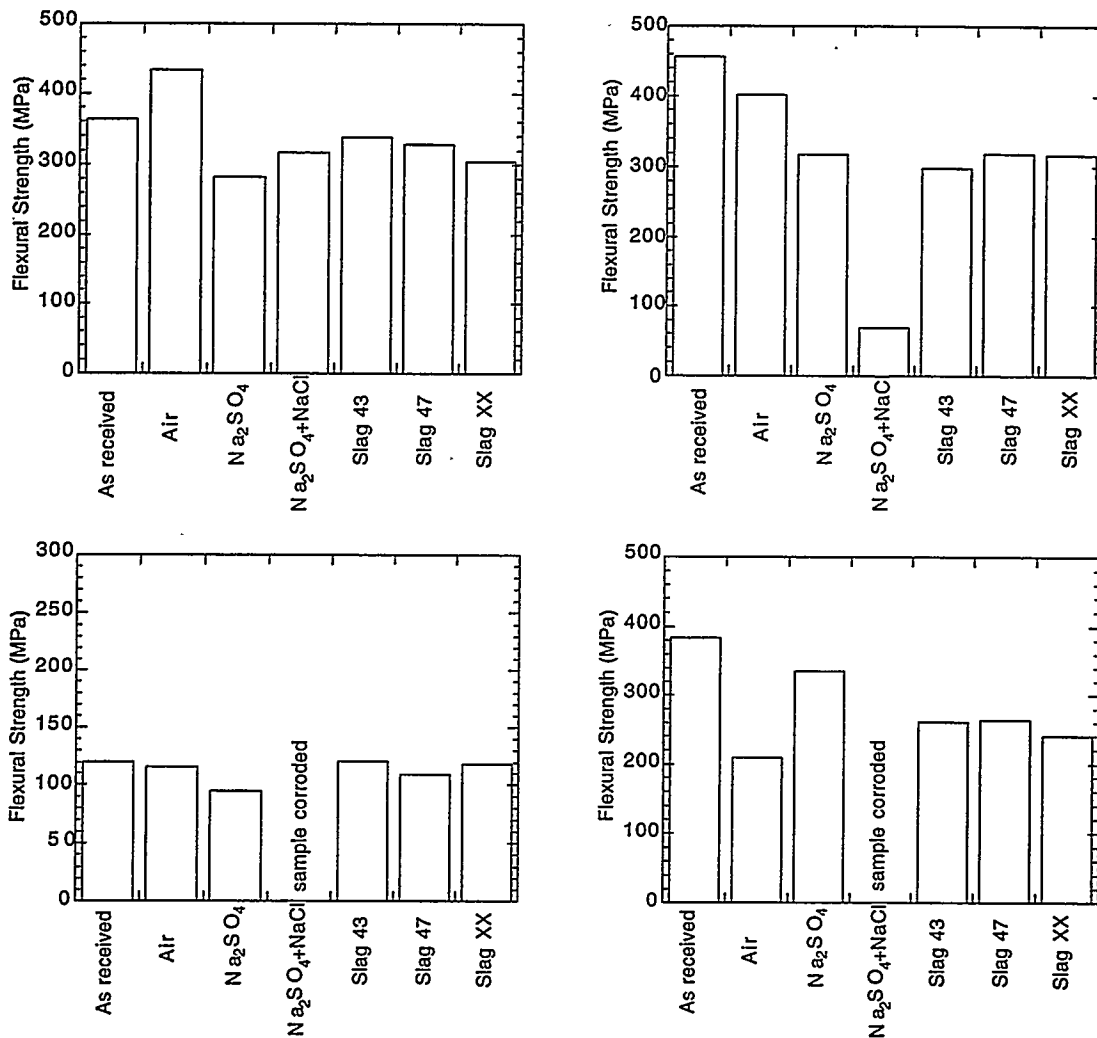 Flexural Strength (MPa)
500
400
300
200
100
0
As received
Air
Na₂SO₄
Na₂SO₄+NaCl
Slag 43
Slag 47
Slag XX
Flexural Strength (MPa)
500
400
300
200
100
0
As received
Air
Na₂SO₄
Na₂SO₄+NaCl
Slag 43
Slag 47
Slag XX
Flexural Strength (MPa)
300
250
200
150
100
50
0
As received
Air
Na₂SO₄
Na₂SO₄+NaCl sample corroded
Slag 43
Slag 47
Slag XX
Flexural Strength (MPa)
500
400
300
200
100
0
As received
Air
Na₂SO₄
Na₂SO₄+NaCl sample corroded
Slag 43
Slag 47
Slag XX